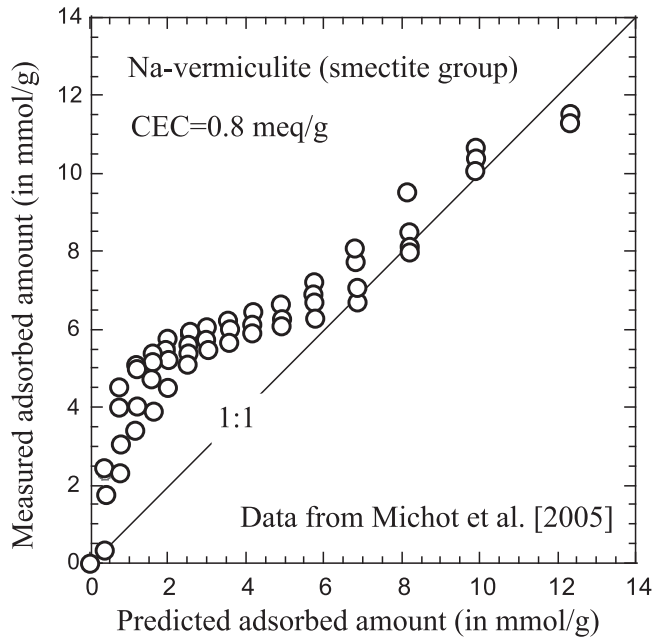 14
12
10
8
6
4
2
0
Measured adsorbed amount (in mmol/g)
Na-vermiculite (smectite group)
CEC=0.8 meq/g
1:1
Data from Michot et al. [2005]
0 2 4 6 8 10 12 14
Predicted adsorbed amount (in mmol/g)